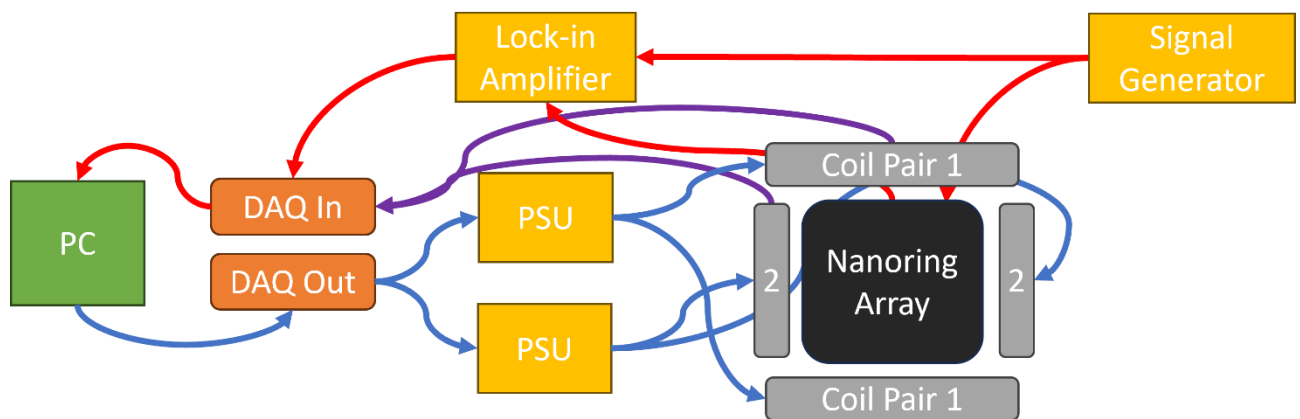 Lock-in
Amplifier
Signal
Generator
Coil Pair 1
PC
DAQ In
DAQ Out
PSU
PSU
2
Nanoring
Array
2
Coil Pair 1